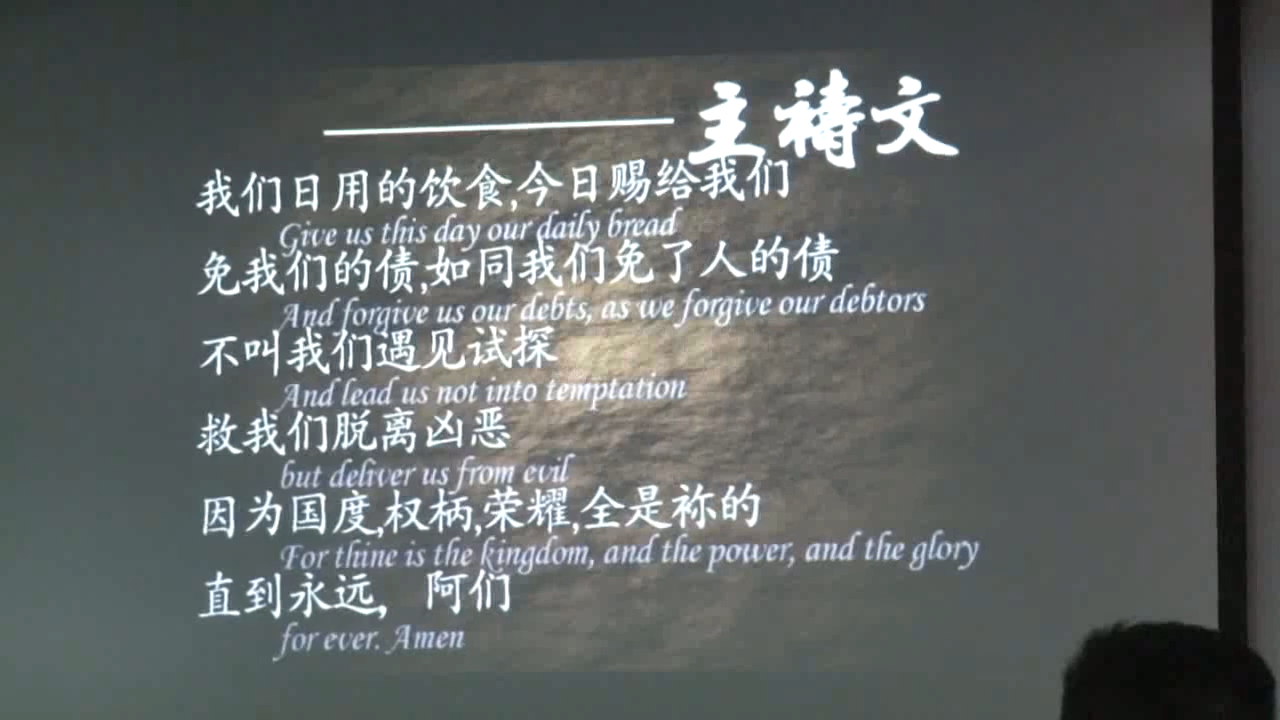 主祷文
我们日用的饮食,今日赐给我们
Give us this day our daily bread
免我们的债,如同我们免了人的债
And forgive us our debts, as we forgive our debtors
不叫我们遇见试探
And lead us not into temptation
救我们脱离凶恶
but deliver us from evil
因为国度,权柄,荣耀,全是祢的
For thine is the kingdom, and the power, and the glory
直到永远, 阿们
for ever. Amen